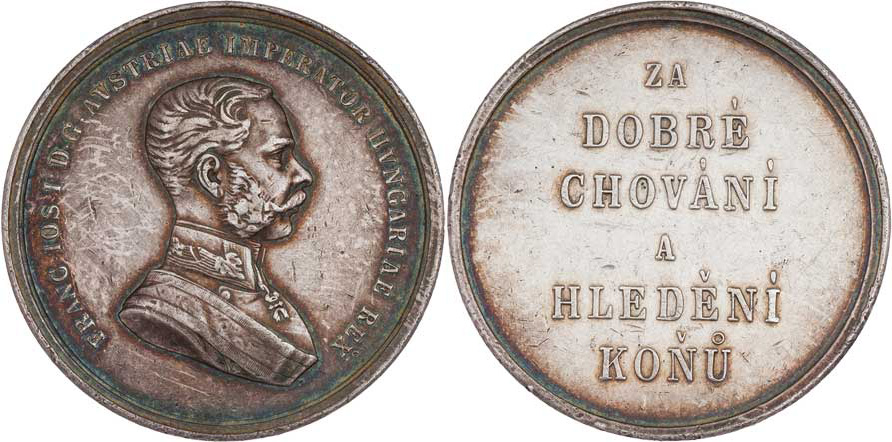 FRANC IOS I D.G. AVSTRIAE IMPERATOR HVNGARIAE REX
ZA
DOBRÉ
CHOVÁNÍ
A
HLEDĚNÍ
KOŇŮ